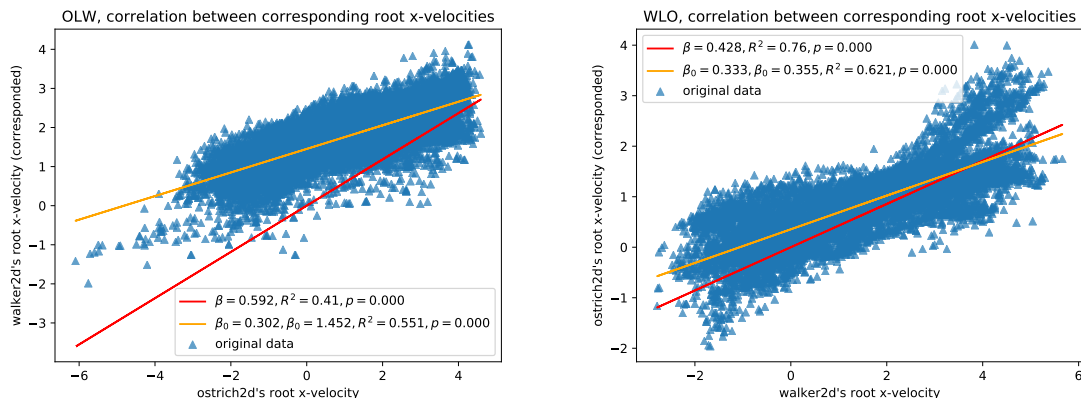 OLW, correlation between corresponding root x-velocities
walker2d's root x-velocity (corresponded)
4
3
2
1
0
−1
−2
−3
β = 0.592, R² = 0.41, p = 0.000
β₀ = 0.302, β₀ = 1.452, R² = 0.551, p = 0.000
original data
−6
−4
−2
0
2
4
ostrich2d's root x-velocity
WLO, correlation between corresponding root x-velocities
ostrich2d's root x-velocity (corresponded)
4
3
2
1
0
−1
−2
β = 0.428, R² = 0.76, p = 0.000
β₀ = 0.333, β₀ = 0.355, R² = 0.621, p = 0.000
original data
−2
0
2
4
6
walker2d's root x-velocity